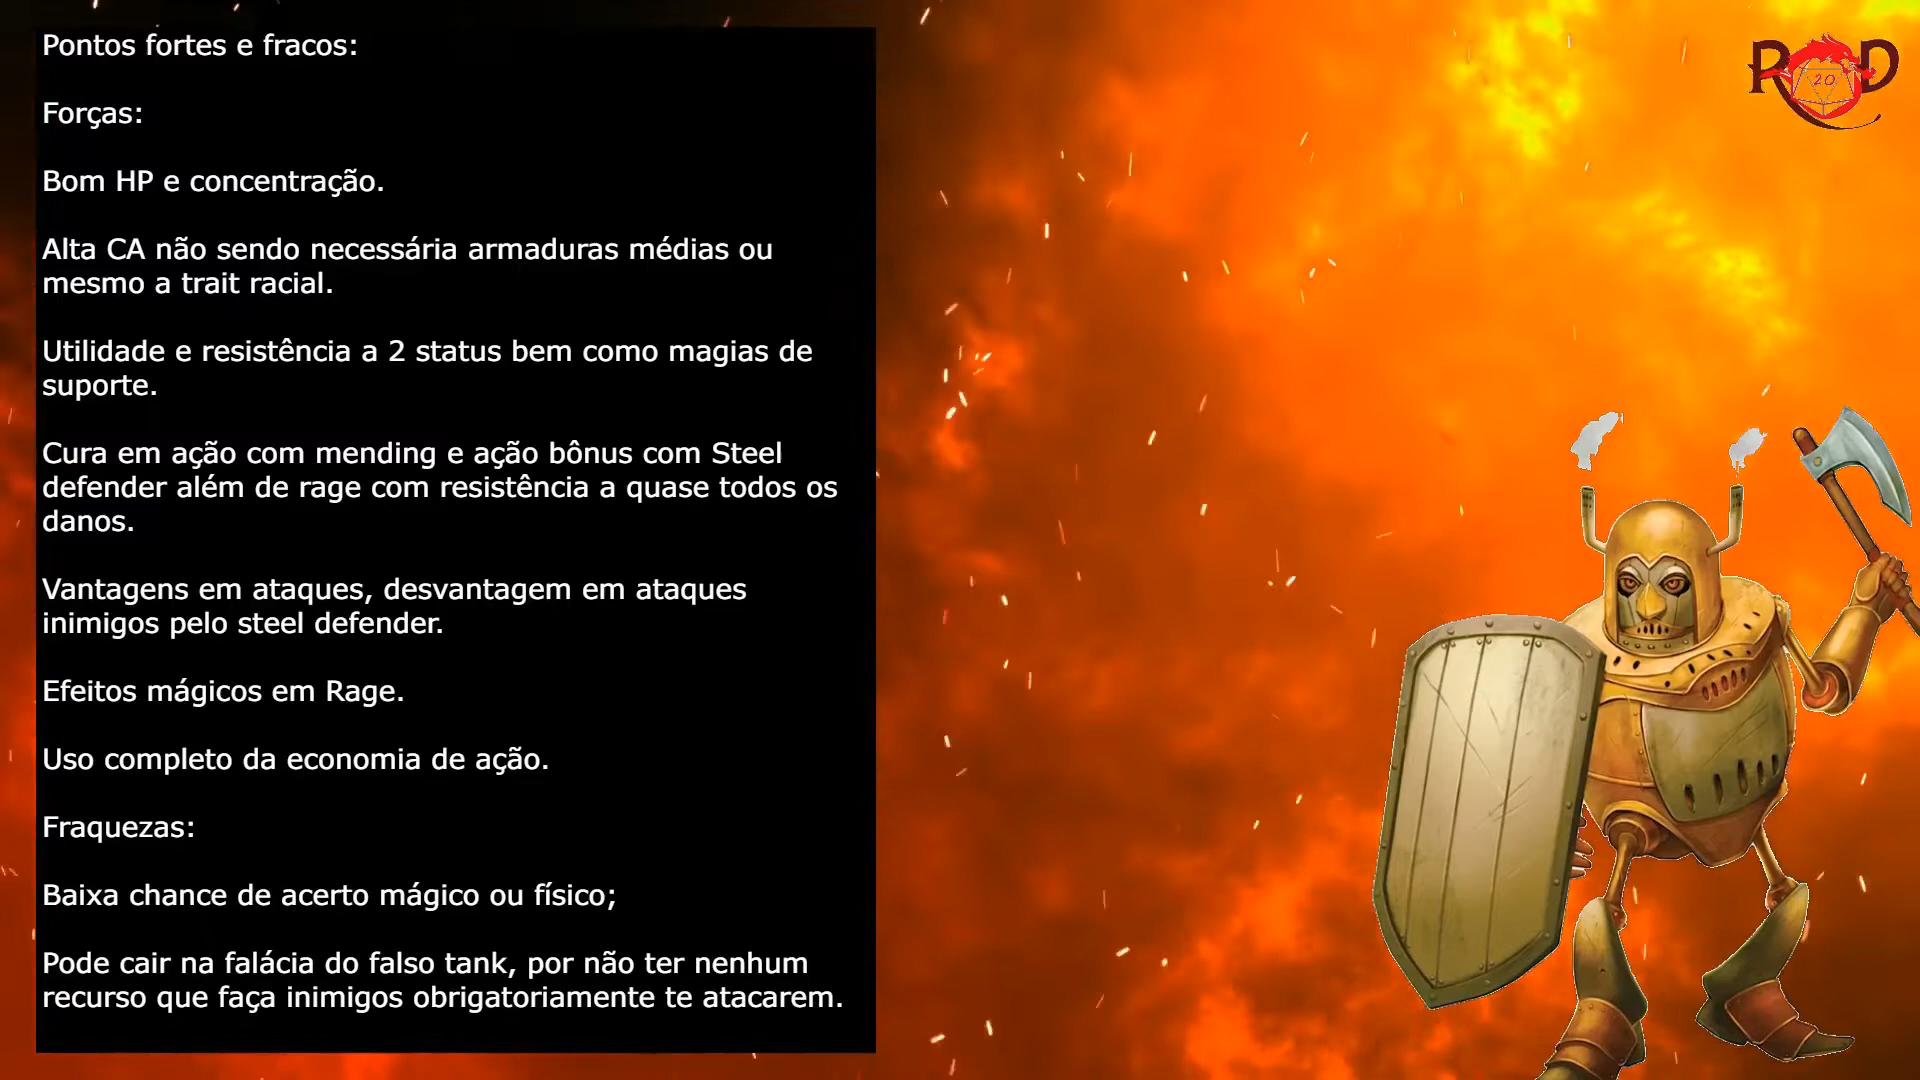 Pontos fortes e fracos:
Forças:
Bom HP e concentração.
Alta CA não sendo necessária armaduras médias ou
mesmo a trait racial.
Utilidade e resistência a 2 status bem como magias de
suporte.
Cura em ação com mending e ação bônus com Steel
defender além de rage com resistência a quase todos os
danos.
Vantagens em ataques, desvantagem em ataques
inimigos pelo steel defender.
Efeitos mágicos em Rage.
Uso completo da economia de ação.
Fraquezas:
Baixa chance de acerto mágico ou físico;
Pode cair na falácia do falso tank, por não ter nenhum
recurso que faça inimigos obrigatoriamente te atacarem.
R D
20